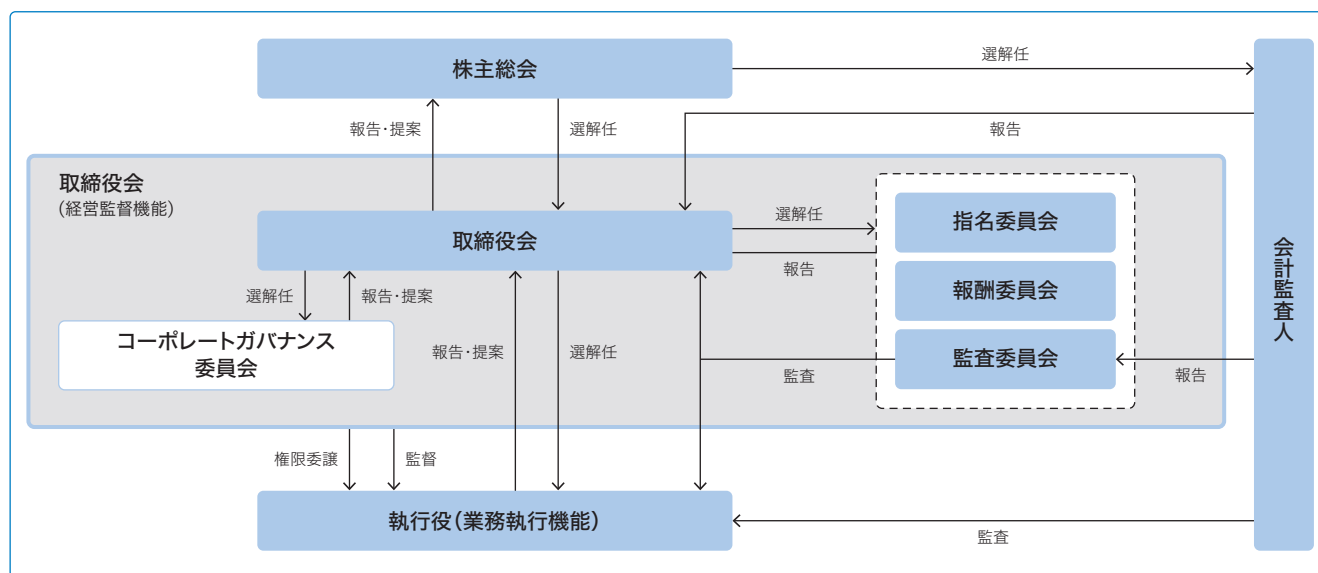 株主総会
選解任
報告・提案
選解任
報告
取締役会
(経営監督機能)
取締役会
選解任
報告
指名委員会
報酬委員会
監査委員会
選解任
報告・提案
コーポレートガバナンス
委員会
報告・提案
選解任
監査
報告
会計監査人
権限委譲
監督
執行役(業務執行機能)
監査